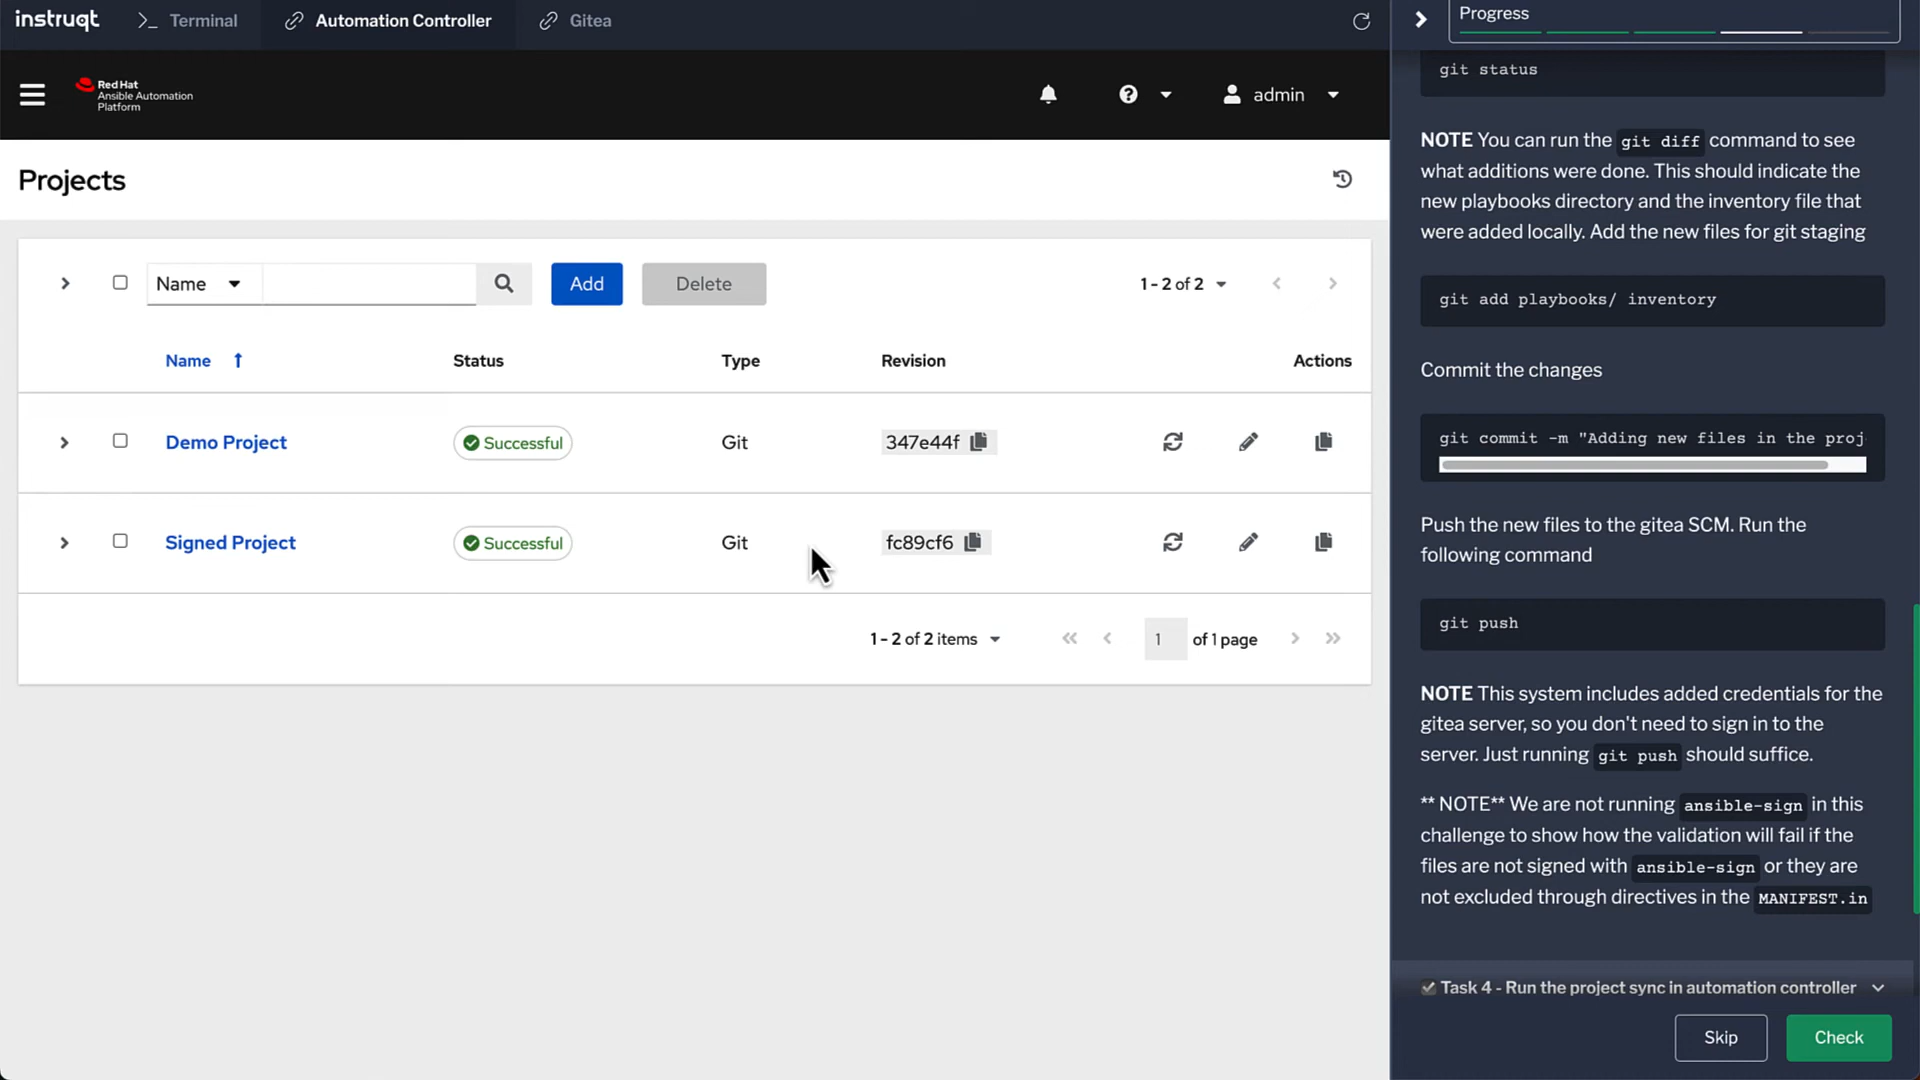 instruqt
Terminal
Automation Controller
Gitea
Progress
Red Hat
Ansible Automation
Platform
admin
Projects
Name
Add
Delete
1 - 2 of 2
Name
Status
Type
Revision
Actions
Demo Project
Successful
Git
347e44f
Signed Project
Successful
Git
fc89cf6
1 - 2 of 2 items
1
of 1 page
git status
NOTE You can run the git diff command to see
what additions were done. This should indicate the
new playbooks directory and the inventory file that
were added locally. Add the new files for git staging
git add playbooks/ inventory
Commit the changes
git commit -m "Adding new files in the proj
Push the new files to the gitea SCM. Run the
following command
git push
NOTE This system includes added credentials for the
gitea server, so you don't need to sign in to the
server. Just running git push should suffice.
** NOTE** We are not running ansible-sign in this
challenge to show how the validation will fail if the
files are not signed with ansible-sign or they are
not excluded through directives in the MANIFEST.in
Task 4 - Run the project sync in automation controller
Skip
Check